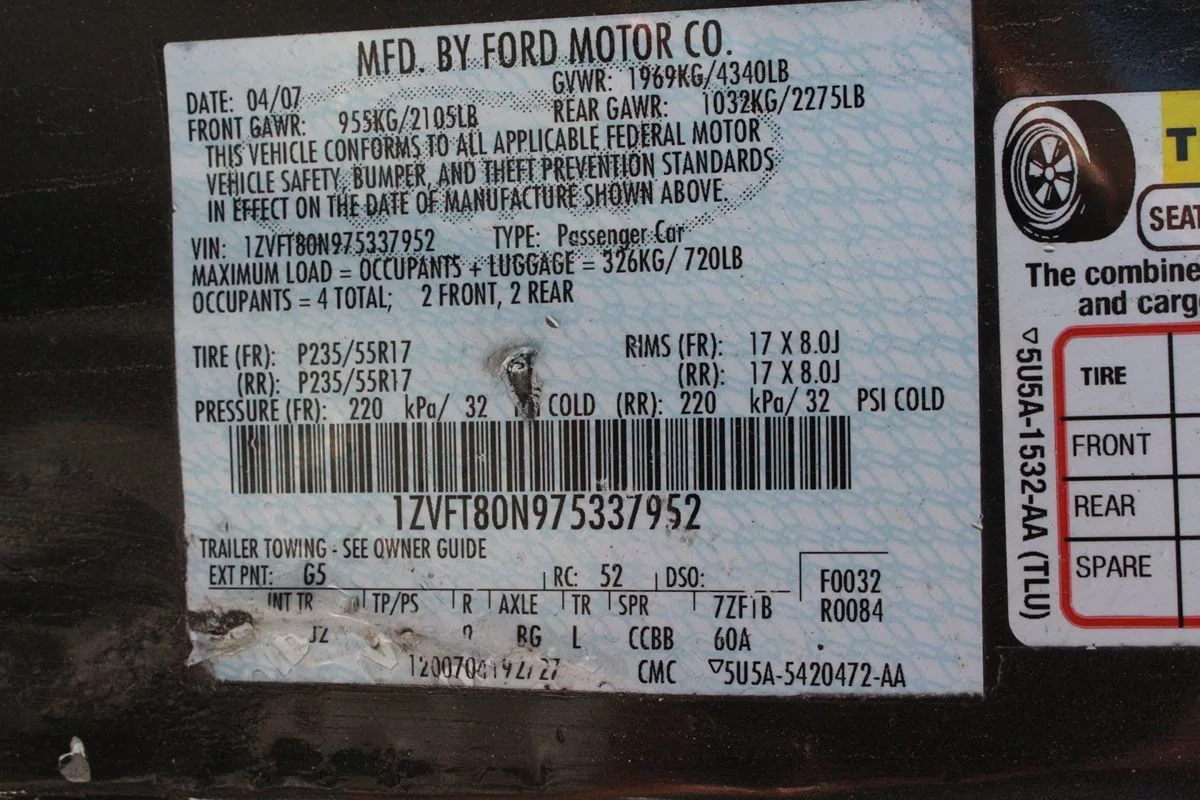 MFD. BY FORD MOTOR CO.
DATE: 04/07 GVWR: 1969KG/4340LB
FRONT GAWR: 955KG/2105LB REAR GAWR: 1032KG/2275LB
THIS VEHICLE CONFORMS TO ALL APPLICABLE FEDERAL MOTOR
VEHICLE SAFETY, BUMPER, AND THEFT PREVENTION STANDARDS
IN EFFECT ON THE DATE OF MANUFACTURE SHOWN ABOVE.
VIN: 1ZVFT80N975337952 TYPE: Passenger Car
MAXIMUM LOAD = OCCUPANTS + LUGGAGE = 326KG/ 720LB
OCCUPANTS = 4 TOTAL; 2 FRONT, 2 REAR
TIRE (FR): P235/55R17 RIMS (FR): 17 X 8.0J
(RR): P235/55R17 (RR): 17 X 8.0J
PRESSURE (FR): 220 kPa/ 32 COLD (RR): 220 kPa/ 32 PSI COLD
1ZVFT80N975337952
TRAILER TOWING - SEE OWNER GUIDE
EXT PNT: G5 RC: 52 DSO: F0032
INT TR TP/PS R AXLE TR SPR 7ZF1B R0084
BG L CCBB 60A
CMC ▽5U5A-5420472-AA
The combine
and carg
▽5U5A-1532-AA (TLU)
TIRE
FRONT
REAR
SPARE